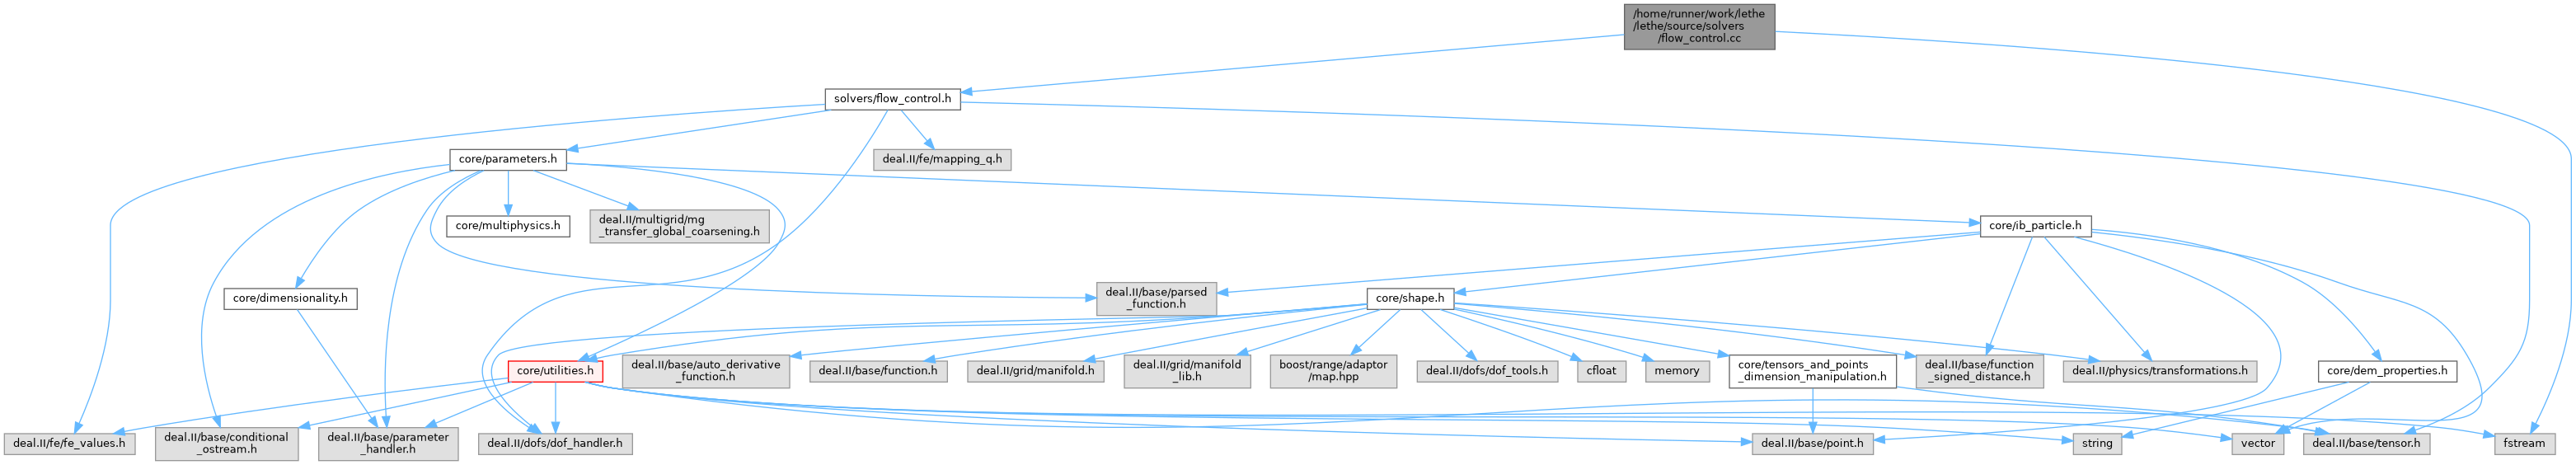 /home/runner/work/lethe
/lethe/source/solvers
/flow_control.cc
solvers/flow_control.h
core/parameters.h
deal.II/fe/mapping_q.h
core/multiphysics.h
deal.II/multigrid/mg
_transfer_global_coarsening.h
core/ib_particle.h
core/dimensionality.h
deal.II/base/parsed
_function.h
core/shape.h
core/utilities.h
deal.II/base/auto_derivative
_function.h
deal.II/base/function.h
deal.II/grid/manifold.h
deal.II/grid/manifold
_lib.h
boost/range/adaptor
/map.hpp
deal.II/dofs/dof_tools.h
cfloat
memory
core/tensors_and_points
_dimension_manipulation.h
deal.II/base/function
_signed_distance.h
deal.II/physics/transformations.h
core/dem_properties.h
deal.II/fe/fe_values.h
deal.II/base/conditional
_ostream.h
deal.II/base/parameter
_handler.h
deal.II/dofs/dof_handler.h
deal.II/base/point.h
string
vector
deal.II/base/tensor.h
fstream